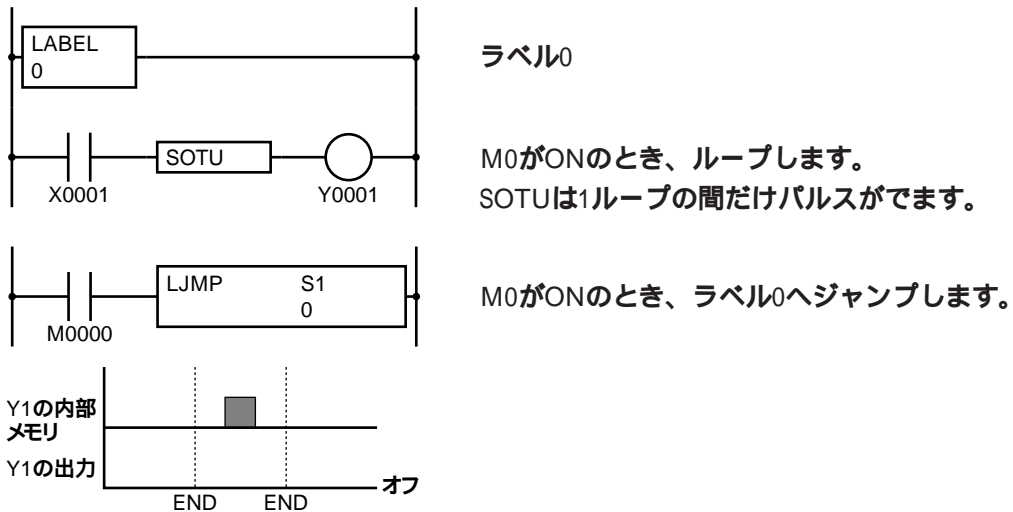 LABEL
0
ラベル0
SOTU
X0001
Y0001
M0がONのとき、ループします。
SOTUは1ループの間だけパルスがでます。
LJMP S1
0
M0000
M0がONのとき、ラベル0へジャンプします。
Y1の内部
メモリ
Y1の出力
オフ
END END